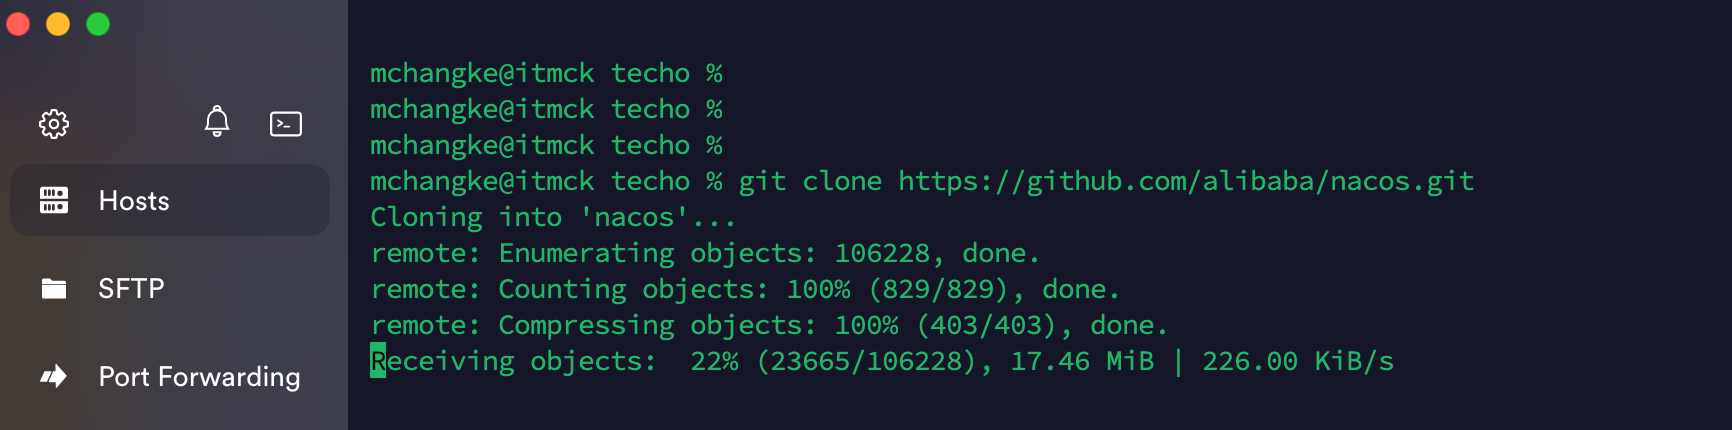 Hosts
SFTP
Port Forwarding
mchangke@itmck techo %
mchangke@itmck techo %
mchangke@itmck techo %
mchangke@itmck techo % git clone https://github.com/alibaba/nacos.git
Cloning into 'nacos'...
remote: Enumerating objects: 106228, done.
remote: Counting objects: 100% (829/829), done.
remote: Compressing objects: 100% (403/403), done.
Receiving objects:  22% (23665/106228), 17.46 MiB | 226.00 KiB/s